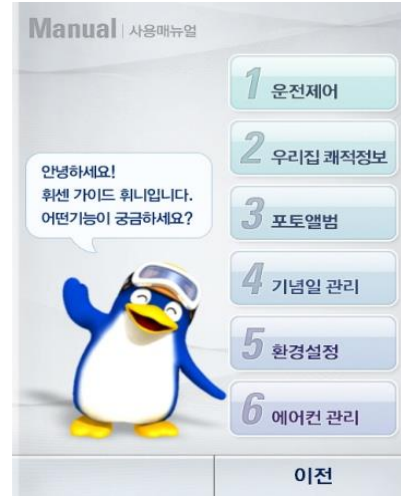 Manual | 사용매뉴얼
1 운전제어
2 우리집 쾌적정보
안녕하세요!
휘센 가이드 휘니입니다.
어떤기능이 궁금하세요?
3 포토앨범
4 기념일 관리
5 환경설정
6 에어컨 관리
이전